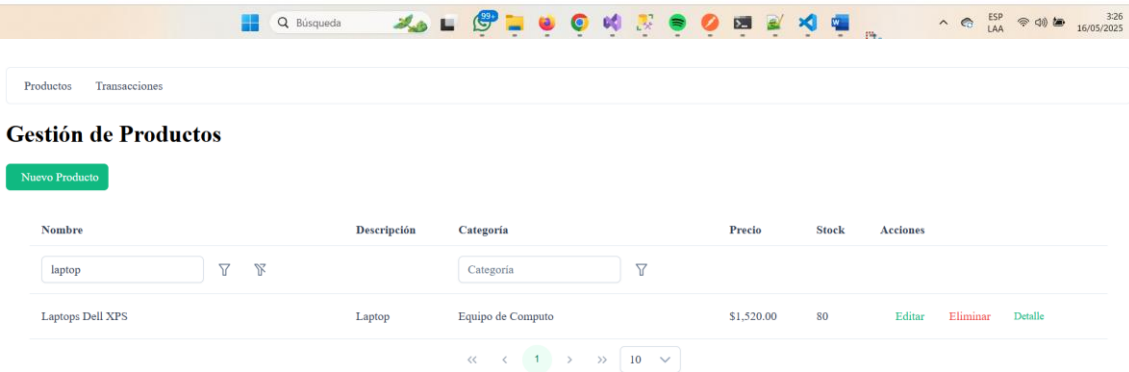 Búsqueda 99+ ESP 3:26
LAA 16/05/2025
Productos Transacciones
Gestión de Productos
Nuevo Producto
Nombre Descripción Categoría Precio Stock Acciones
laptop Categoría
Laptops Dell XPS Laptop Equipo de Computo $1,520.00 80 Editar Eliminar Detalle
<< < 1 > >> 10